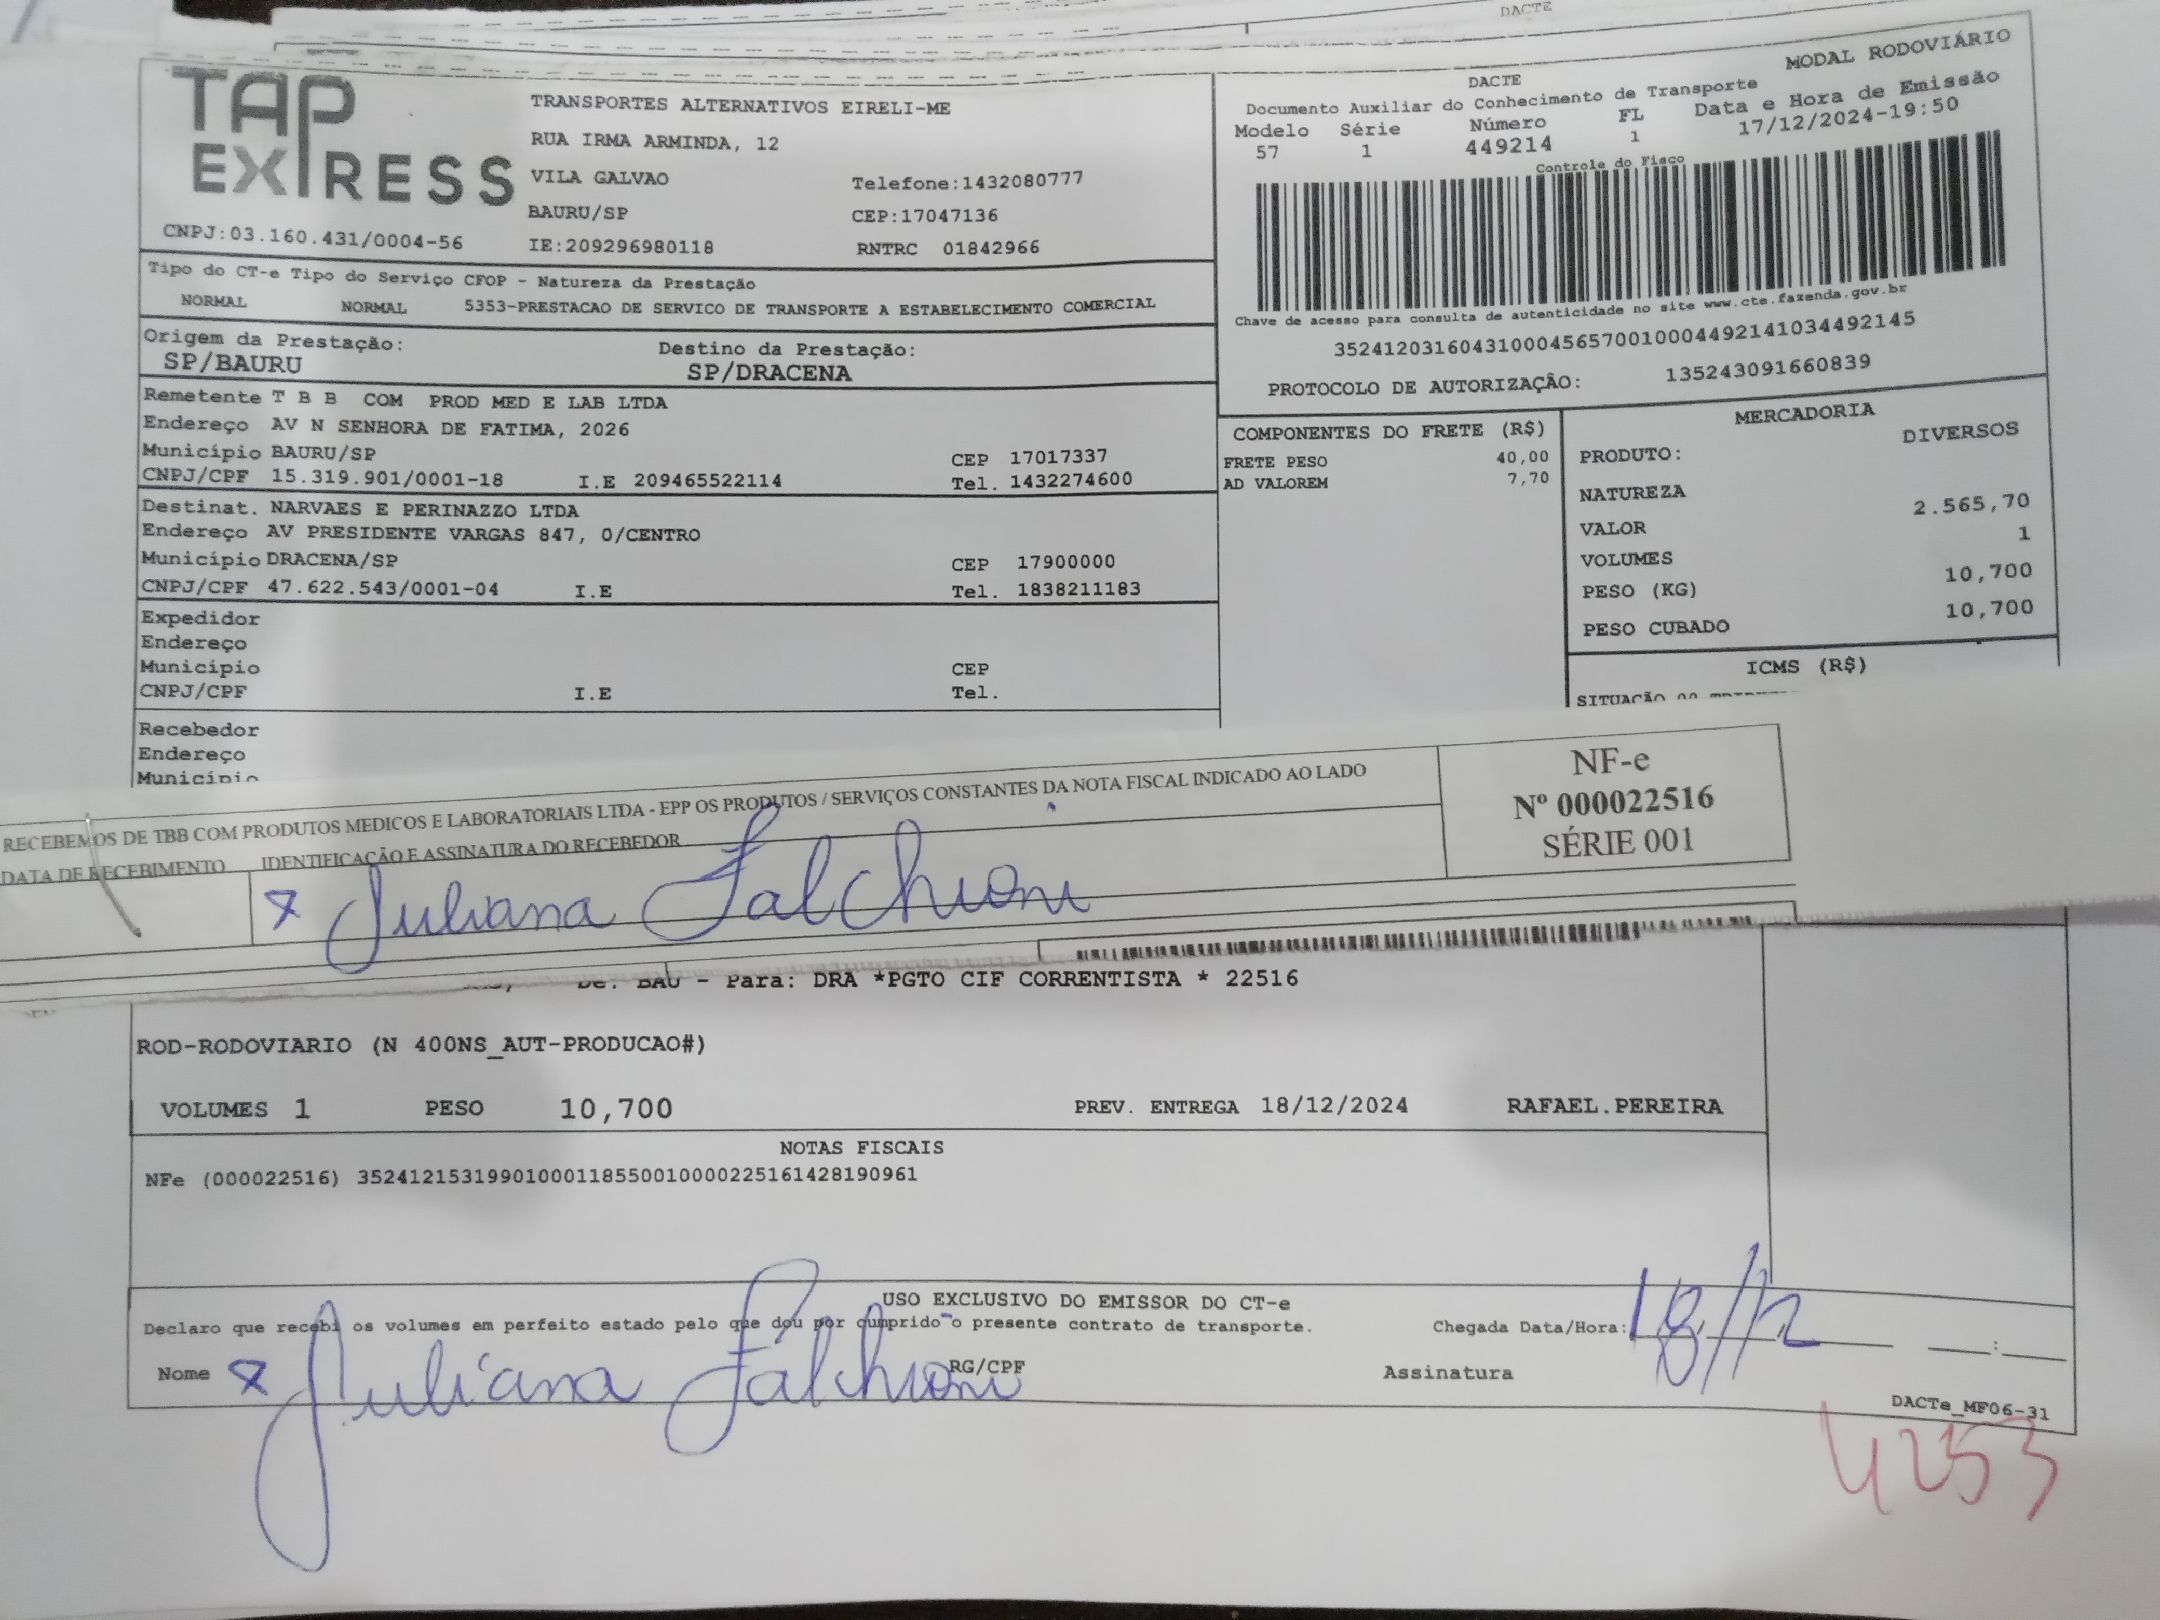 DACTE
TAP EXPRESS
CNPJ:03.160.431/0004-56
TRANSPORTES ALTERNATIVOS EIRELI-ME
RUA IRMA ARMINDA, 12
VILA GALVAO Telefone:1432080777
BAURU/SP CEP:17047136
IE:209296980118 RNTRC 01842966
MODAL RODOVIÁRIO
DACTE
Documento Auxiliar do Conhecimento de Transporte
Modelo Série Número FL Data e Hora de Emissão
57 1 449214 1 17/12/2024-19:50
Controle do Fisco
Chave de acesso para consulta de autenticidade no site www.cte.fazenda.gov.br
35241203160431000456570010004492141034492145
PROTOCOLO DE AUTORIZAÇÃO: 135243091660839
Tipo do CT-e Tipo do Serviço CFOP - Natureza da Prestação
NORMAL NORMAL 5353-PRESTACAO DE SERVICO DE TRANSPORTE A ESTABELECIMENTO COMERCIAL
Origem da Prestação: Destino da Prestação:
SP/BAURU SP/DRACENA
Remetente T B B COM PROD MED E LAB LTDA
Endereço AV N SENHORA DE FATIMA, 2026
Município BAURU/SP CEP 17017337
CNPJ/CPF 15.319.901/0001-18 I.E 209465522114 Tel. 1432274600
Destinat. NARVAES E PERINAZZO LTDA
Endereço AV PRESIDENTE VARGAS 847, 0/CENTRO
Município DRACENA/SP CEP 17900000
CNPJ/CPF 47.622.543/0001-04 I.E Tel. 1838211183
Expedidor
Endereço
Município CEP
CNPJ/CPF I.E Tel.
Recebedor
Endereço
Município
COMPONENTES DO FRETE (R$)
FRETE PESO 40,00
AD VALOREM 7,70
MERCADORIA
PRODUTO: DIVERSOS
NATUREZA
VALOR 2.565,70
VOLUMES 1
PESO (KG) 10,700
PESO CUBADO 10,700
ICMS (R$)
SITUAÇÃO
RECEBEMOS DE TBB COM PRODUTOS MEDICOS E LABORATORIAIS LTDA - EPP OS PRODUTOS / SERVIÇOS CONSTANTES DA NOTA FISCAL INDICADO AO LADO
DATA DE RECEBIMENTO IDENTIFICAÇÃO E ASSINATURA DO RECEBEDOR
x Juliana Falchioni
NF-e
Nº 000022516
SÉRIE 001
De: BAU - Para: DRA *PGTO CIF CORRENTISTA * 22516
ROD-RODOVIARIO (N 400NS_AUT-PRODUCAO#)
VOLUMES 1 PESO 10,700 PREV. ENTREGA 18/12/2024 RAFAEL.PEREIRA
NOTAS FISCAIS
NFe (000022516) 35241215319901000118550010000225161428190961
USO EXCLUSIVO DO EMISSOR DO CT-e
Declaro que recebi os volumes em perfeito estado pelo que dou por cumprido o presente contrato de transporte. Chegada Data/Hora: 18/12
Nome x Juliana Falchioni RG/CPF Assinatura
DACTe_MF06-31
4253